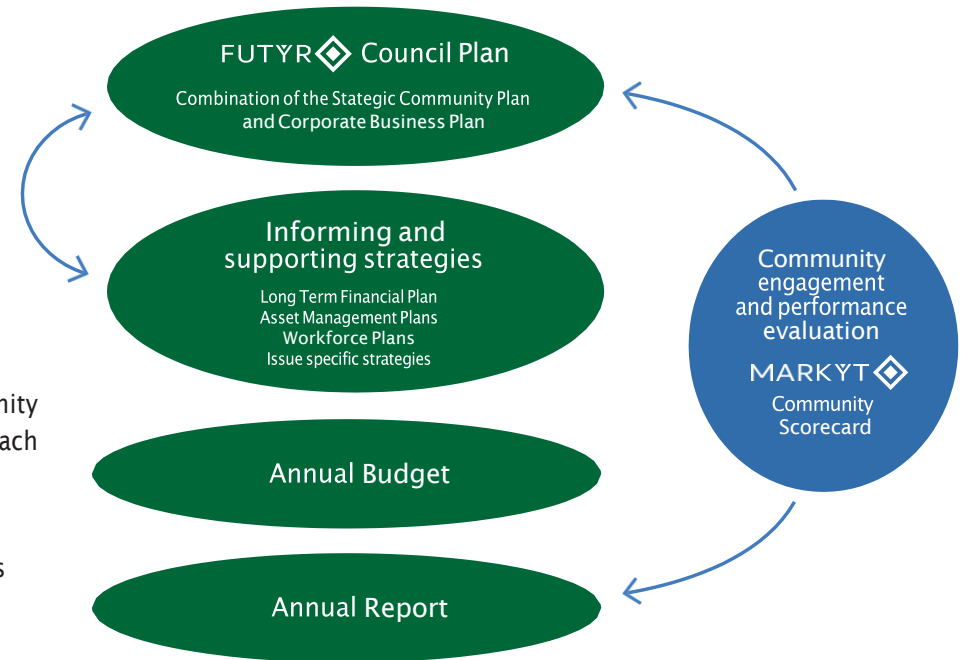 FUTYR Council Plan
Combination of the Stategic Community Plan
and Corporate Business Plan
Informing and
supporting strategies
Long Term Financial Plan
Asset Management Plans
Workforce Plans
Issue specific strategies
Community
engagement
and performance
evaluation
MARKYT
Community
Scorecard
nity
ach
Annual Budget
s
Annual Report